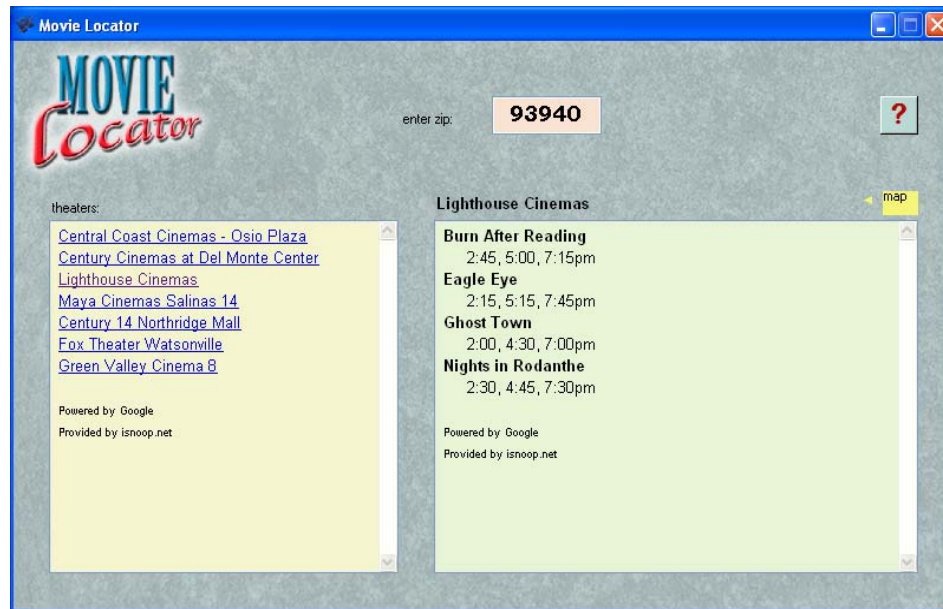 Movie Locator
MOVIE
Locator
enter zip:
93940
?
theaters:
Central Coast Cinemas - Osio Plaza
Century Cinemas at Del Monte Center
Lighthouse Cinemas
Maya Cinemas Salinas 14
Century 14 Northridge Mall
Fox Theater Watsonville
Green Valley Cinema 8
Powered by Google
Provided by isnoop.net
Lighthouse Cinemas
map
Burn After Reading
2:45, 5:00, 7:15pm
Eagle Eye
2:15, 5:15, 7:45pm
Ghost Town
2:00, 4:30, 7:00pm
Nights in Rodanthe
2:30, 4:45, 7:30pm
Powered by Google
Provided by isnoop.net